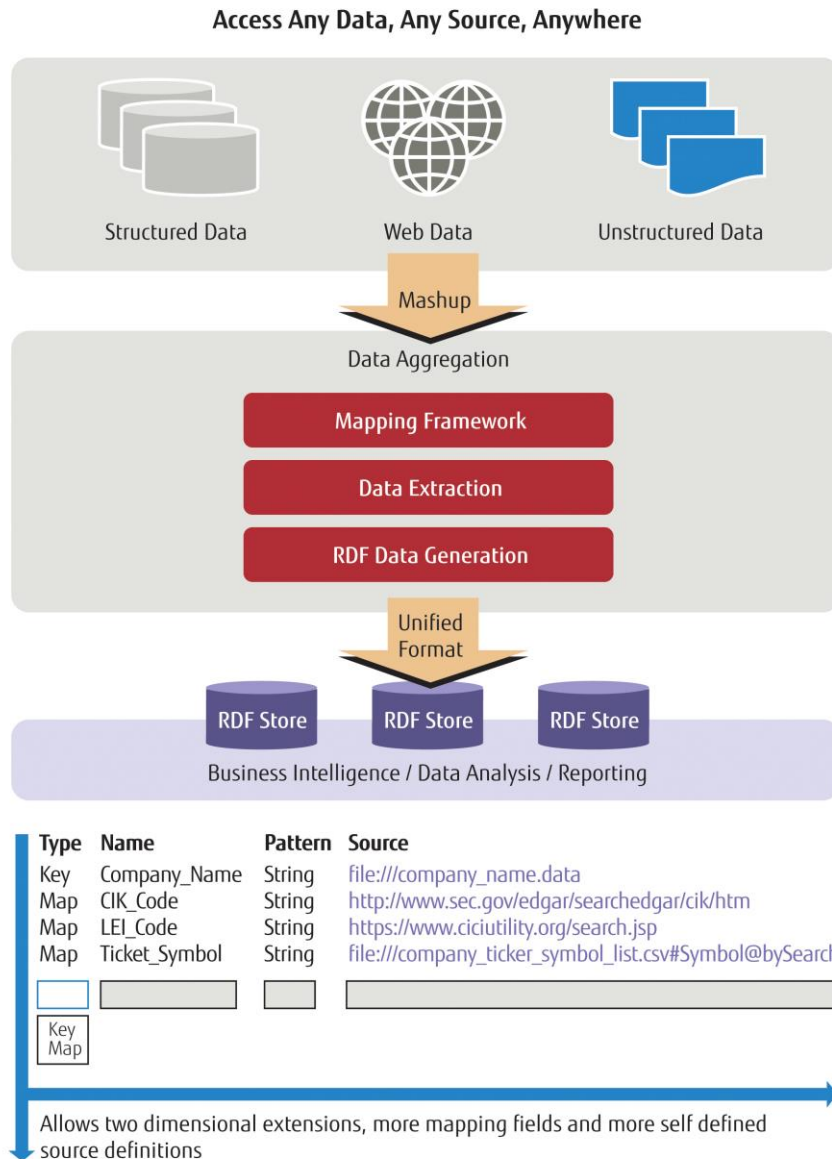 Access Any Data, Any Source, Anywhere
Structured Data
Web Data
Unstructured Data
Mashup
Data Aggregation
Mapping Framework
Data Extraction
RDF Data Generation
Unified
Format
RDF Store
RDF Store
RDF Store
Business Intelligence / Data Analysis / Reporting
Type Name Pattern Source
Key Company_Name String file:///company_name.data
Map CIK_Code String http://www.sec.gov/edgar/searchedgar/cik/htm
Map LEI_Code String https://www.ciciutility.org/search.jsp
Map Ticket_Symbol String file:///company_ticker_symbol_list.csv#Symbol@bySearch
Key
Map
Allows two dimensional extensions, more mapping fields and more self defined
source definitions